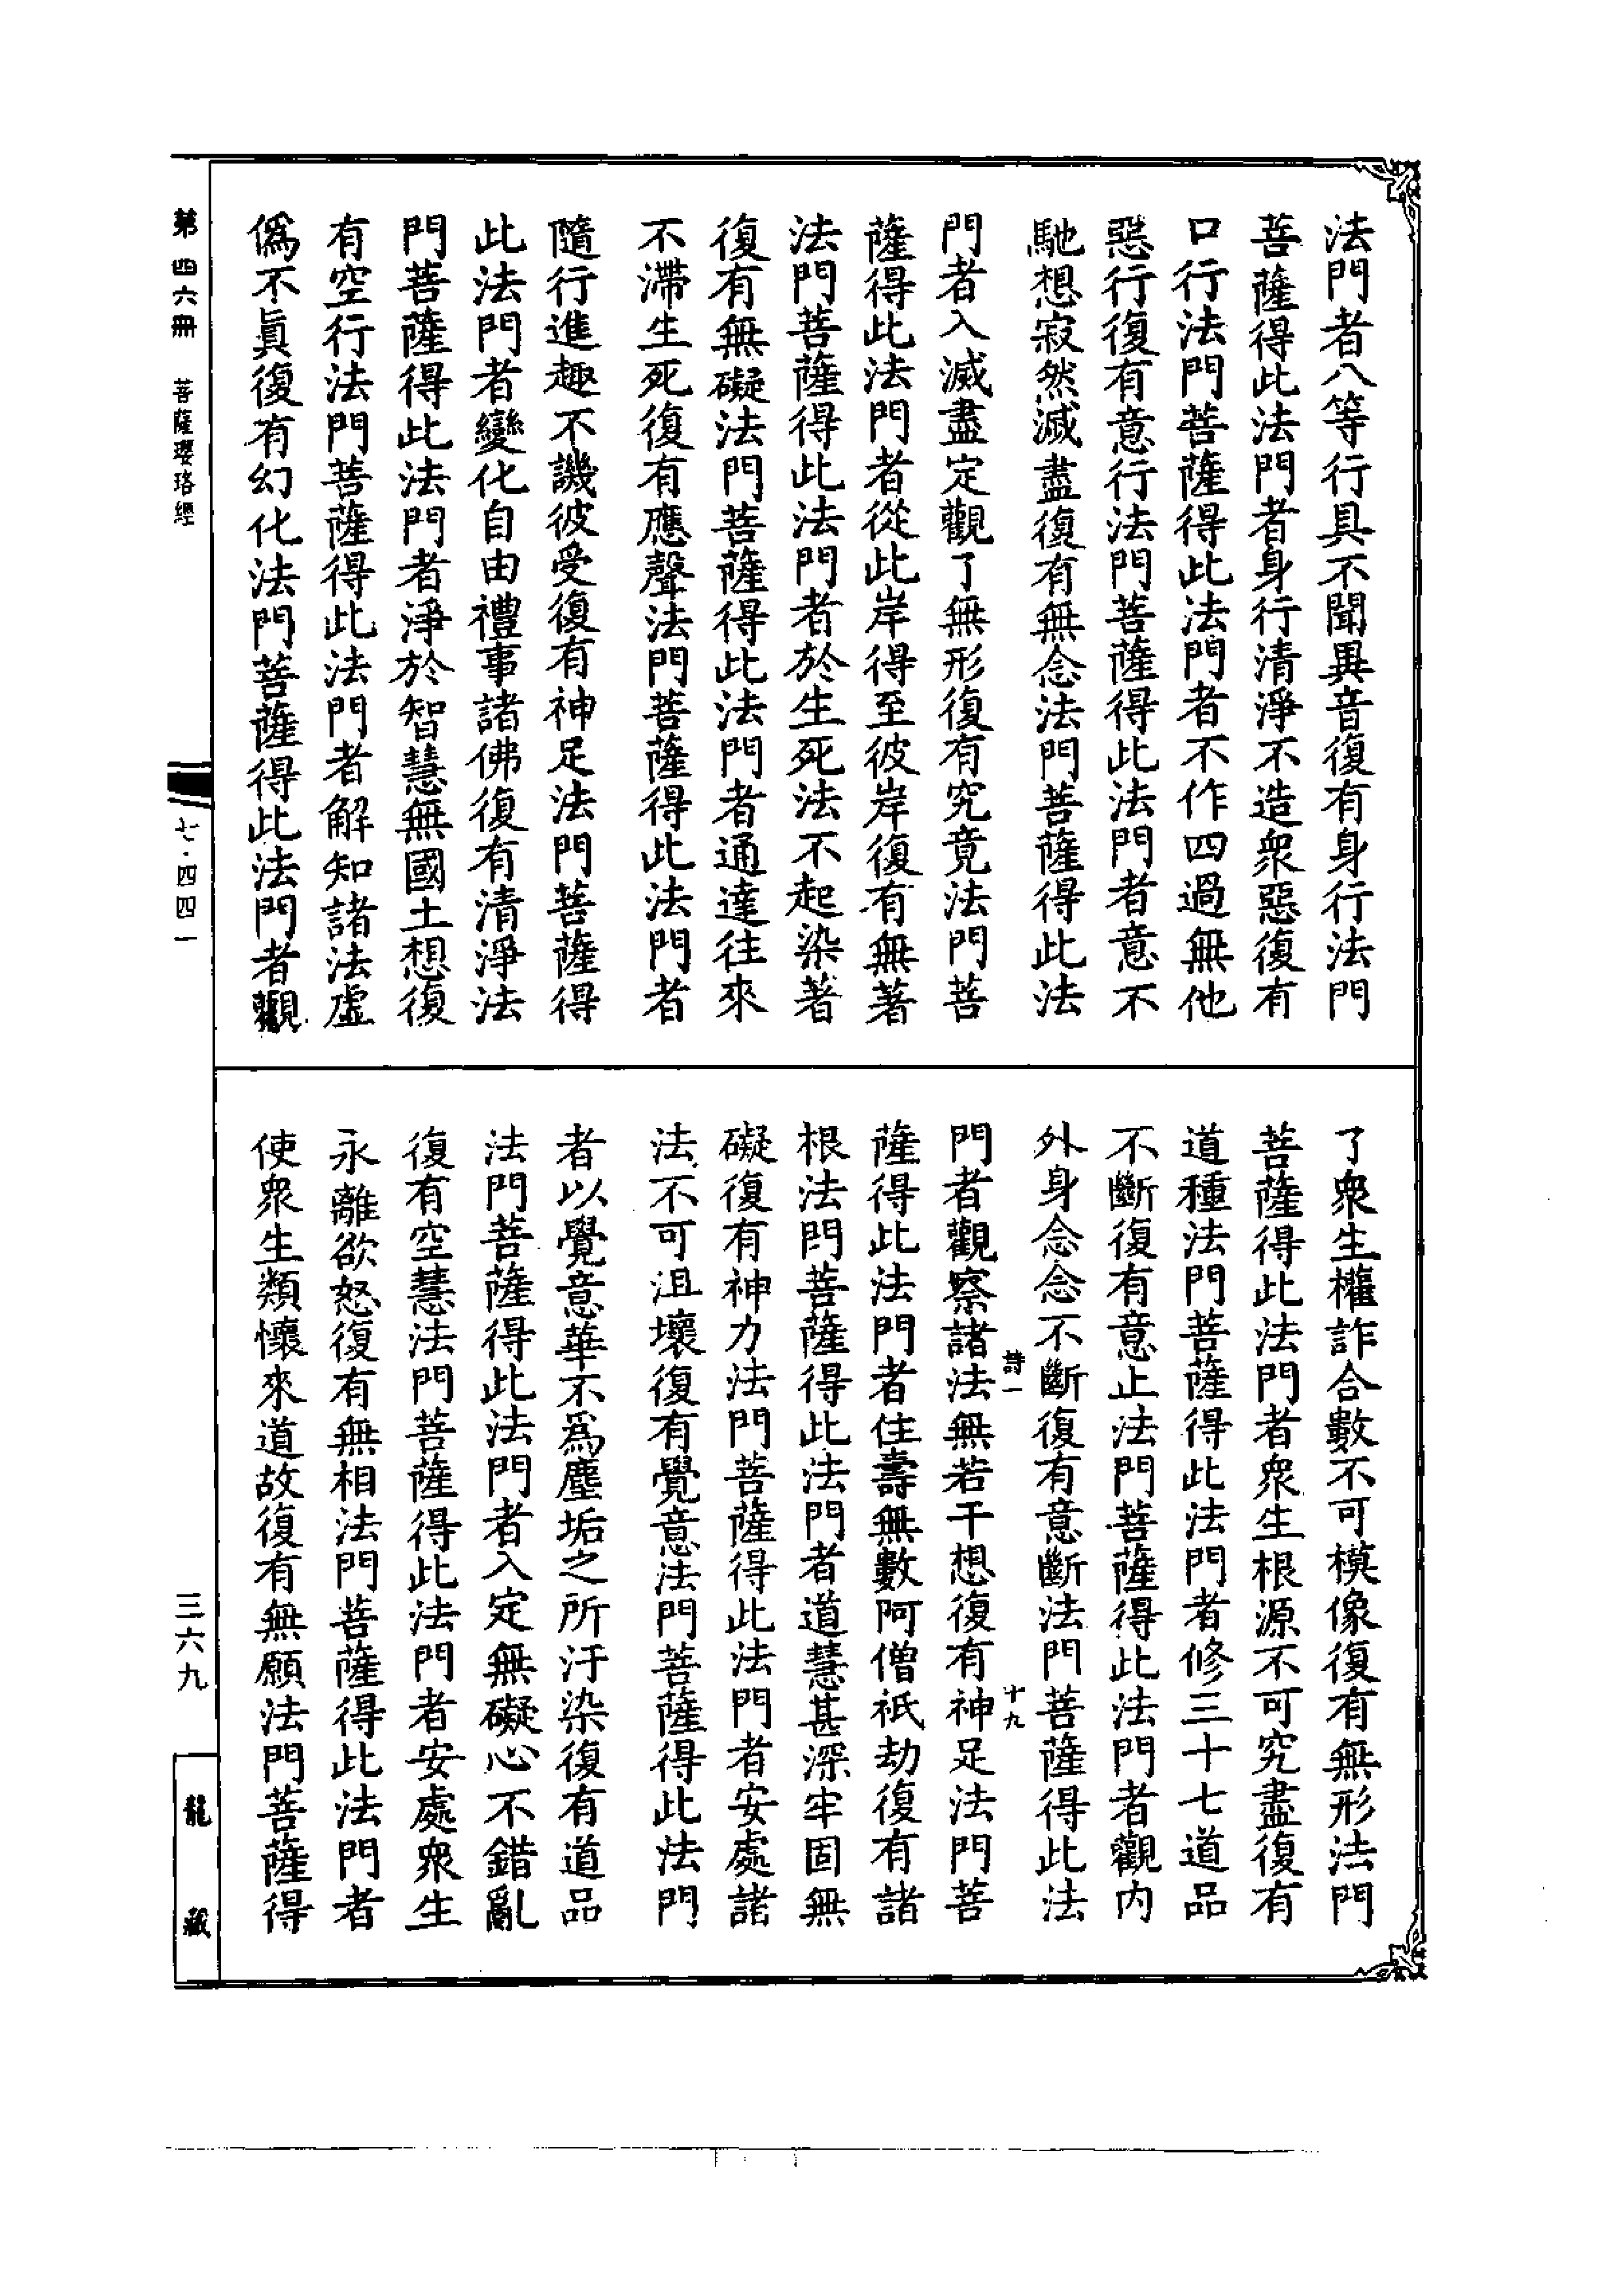 法門者八等行具不聞異音復有身行法門
菩薩得此法門者身行清淨不造衆惡復有
口行法門菩薩得此法門者不作四過無他
惡行復有意行法門菩薩得此法門者意不
馳想寂然滅盡復有無念法門菩薩得此法
門者入滅盡定觀了無形復有究竟法門菩
薩得此法門者從此岸得至彼岸復有無著
法門菩薩得此法門者於生死法不起染著
復有無礙法門菩薩得此法門者通達往來
不滯生死復有應聲法門菩薩得此法門者
隨行進趣不譏彼受復有神足法門菩薩得
此法門者變化自由禮事諸佛復有清淨法
門菩薩得此法門者淨於智慧無國土想復
有空行法門菩薩得此法門者解知諸法虛
僞不眞復有幻化法門菩薩得此法門者觀
了衆生權詐合數不可模像復有無形法門
菩薩得此法門者衆生根源不可究盡復有
道種法門菩薩得此法門者修三十七道品
不斷復有意止法門菩薩得此法門者觀内
外身念念不斷復有意斷法門菩薩得此法
詩一 十九
門者觀察諸法無若干想復有神足法門菩
薩得此法門者住壽無數阿僧祇劫復有諸
根法門菩薩得此法門者道慧甚深牢固無
礙復有神力法門菩薩得此法門者安處諸
法不可沮壞復有覺意法門菩薩得此法門
者以覺意華不爲塵垢之所汙染復有道品
法門菩薩得此法門者入定無礙心不錯亂
復有空慧法門菩薩得此法門者安處衆生
永離欲怒復有無相法門菩薩得此法門者
使衆生類懷來道故復有無願法門菩薩得
第四六冊 菩薩瓔珞經 七·四四一 三六九 龍藏